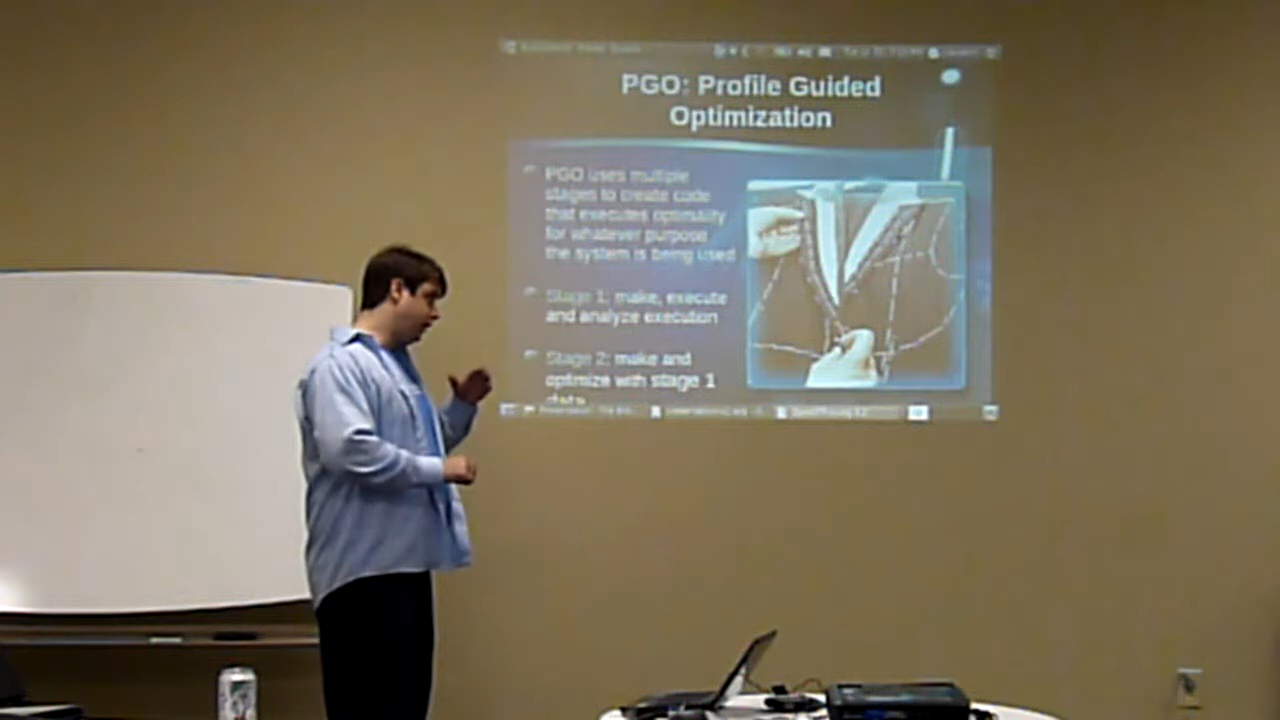 PGO: Profile Guided
Optimization
PGO uses multiple
stages to create code
that executes optimally
for whatever purpose
the system is being used
Stage 1: make, execute
and analyze execution
Stage 2: make and
optimize with stage 1
data